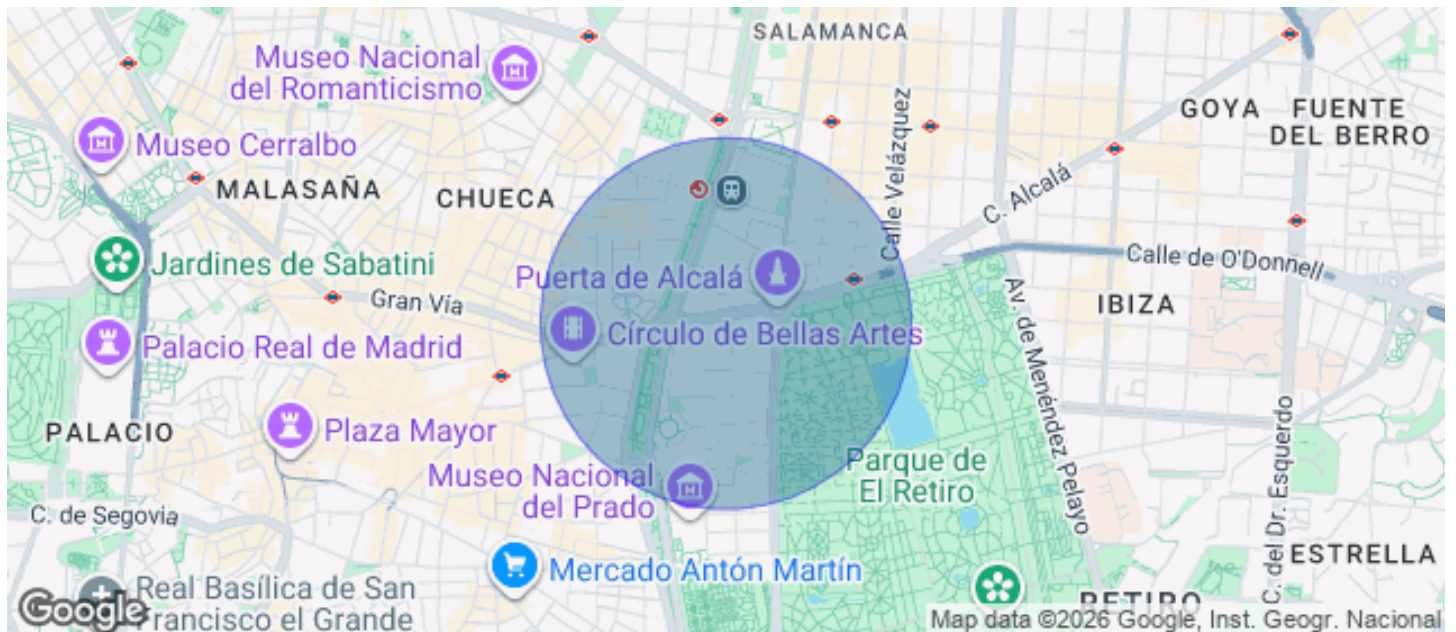 SALAMANCA
Museo Nacional
del Romanticismo
GOYA
FUENTE
DEL BERRO
Museo Cerralbo
Calle Velázquez
MALASAÑA
CHUECA
C. Alcalá
Jardines de Sabatini
Puerta de Alcalá
Calle de O'Donnell
Gran Vía
IBIZA
Palacio Real de Madrid
Círculo de Bellas Artes
Av. de Menéndez Pelayo
PALACIO
Plaza Mayor
Museo Nacional
del Prado
Parque de
El Retiro
C. de Segovia
C. del Dr. Esquerdo
ESTRELLA
Mercado Antón Martín
Real Basílica de San
Francisco el Grande
RETIRO
Google
Map data ©2026 Google, Inst. Geogr. Nacional